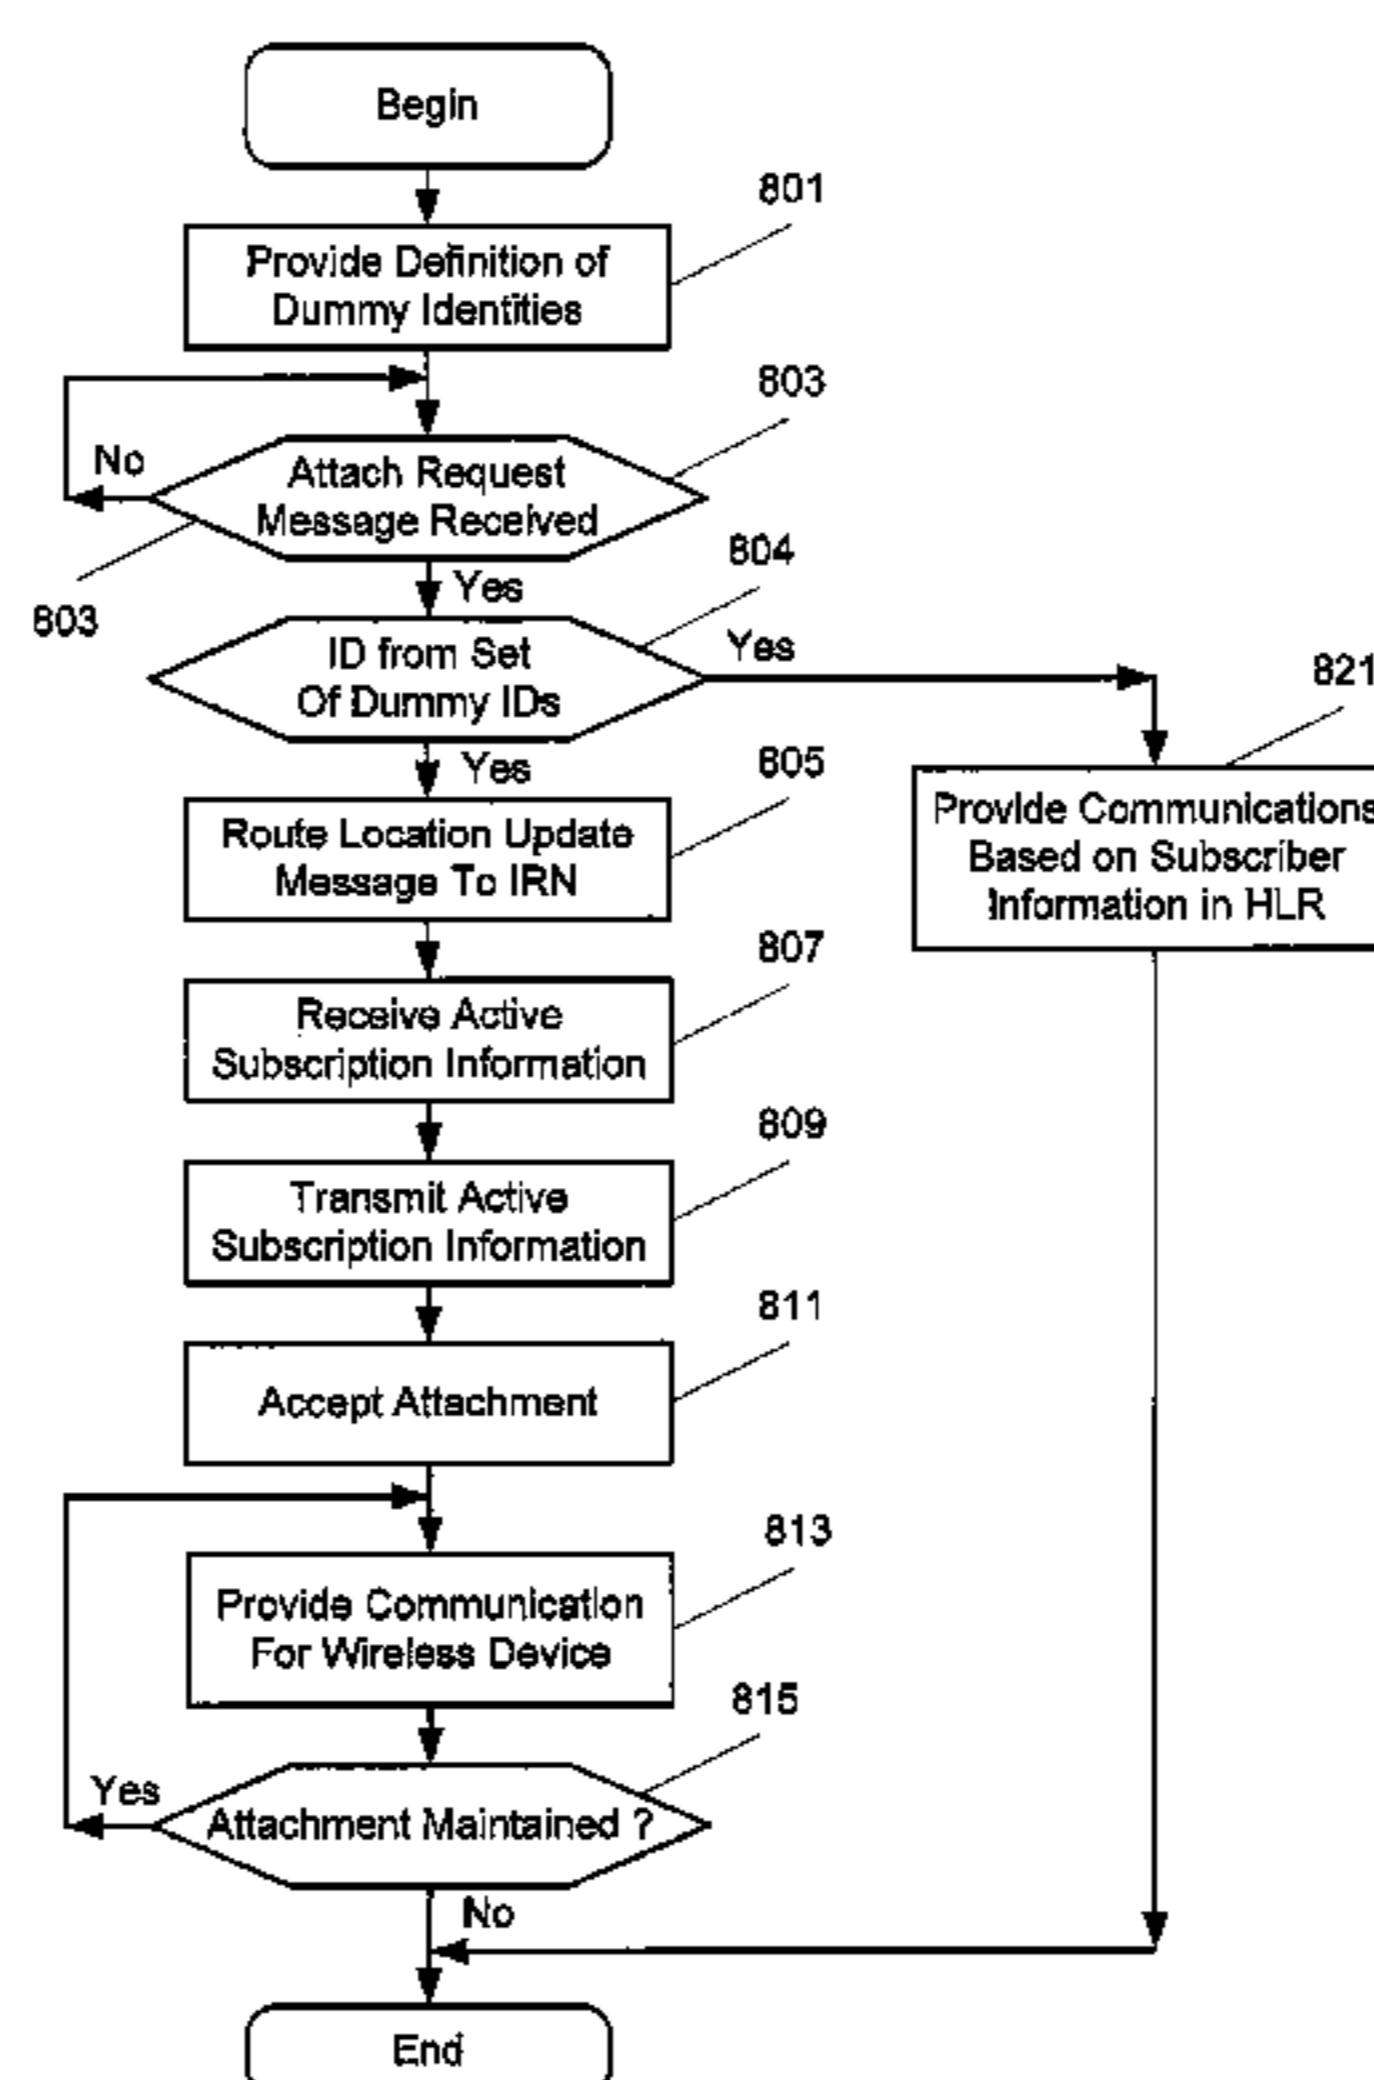 Begin
801
Provide Definition of
Dummy Identities
803
No
Attach Request
Message Received
803
Yes
804
ID from Set
Of Dummy IDs
Yes
821
Yes
805
Route Location Update
Message To IRN
Provide Communications
Based on Subscriber
Information in HLR
807
Receive Active
Subscription Information
809
Transmit Active
Subscription Information
811
Accept Attachment
813
Provide Communication
For Wireless Device
815
Yes
Attachment Maintained ?
No
End